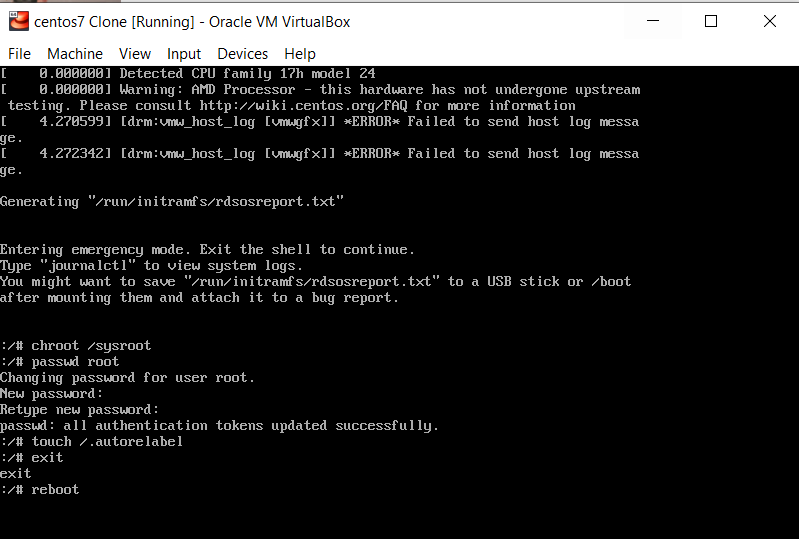 centos7 Clone [Running] - Oracle VM VirtualBox
File Machine View Input Devices Help
[    0.000000] Detected CPU family 17h model 24
[    0.000000] Warning: AMD Processor - this hardware has not undergone upstream
 testing. Please consult http://wiki.centos.org/FAQ for more information
[    4.270599] [drm:vmw_host_log [vmwgfx]] *ERROR* Failed to send host log messa
ge.
[    4.272342] [drm:vmw_host_log [vmwgfx]] *ERROR* Failed to send host log messa
ge.
Generating "/run/initramfs/rdsosreport.txt"
Entering emergency mode. Exit the shell to continue.
Type "journalctl" to view system logs.
You might want to save "/run/initramfs/rdsosreport.txt" to a USB stick or /boot
after mounting them and attach it to a bug report.
:/# chroot /sysroot
:/# passwd root
Changing password for user root.
New password:
Retype new password:
passwd: all authentication tokens updated successfully.
:/# touch /.autorelabel
:/# exit
exit
:/# reboot